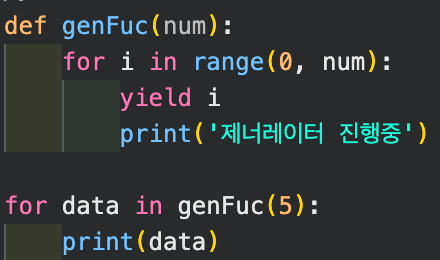 def genFuc(num):
    for i in range(0, num):
        yield i
        print('제너레이터 진행중')

for data in genFuc(5):
    print(data)